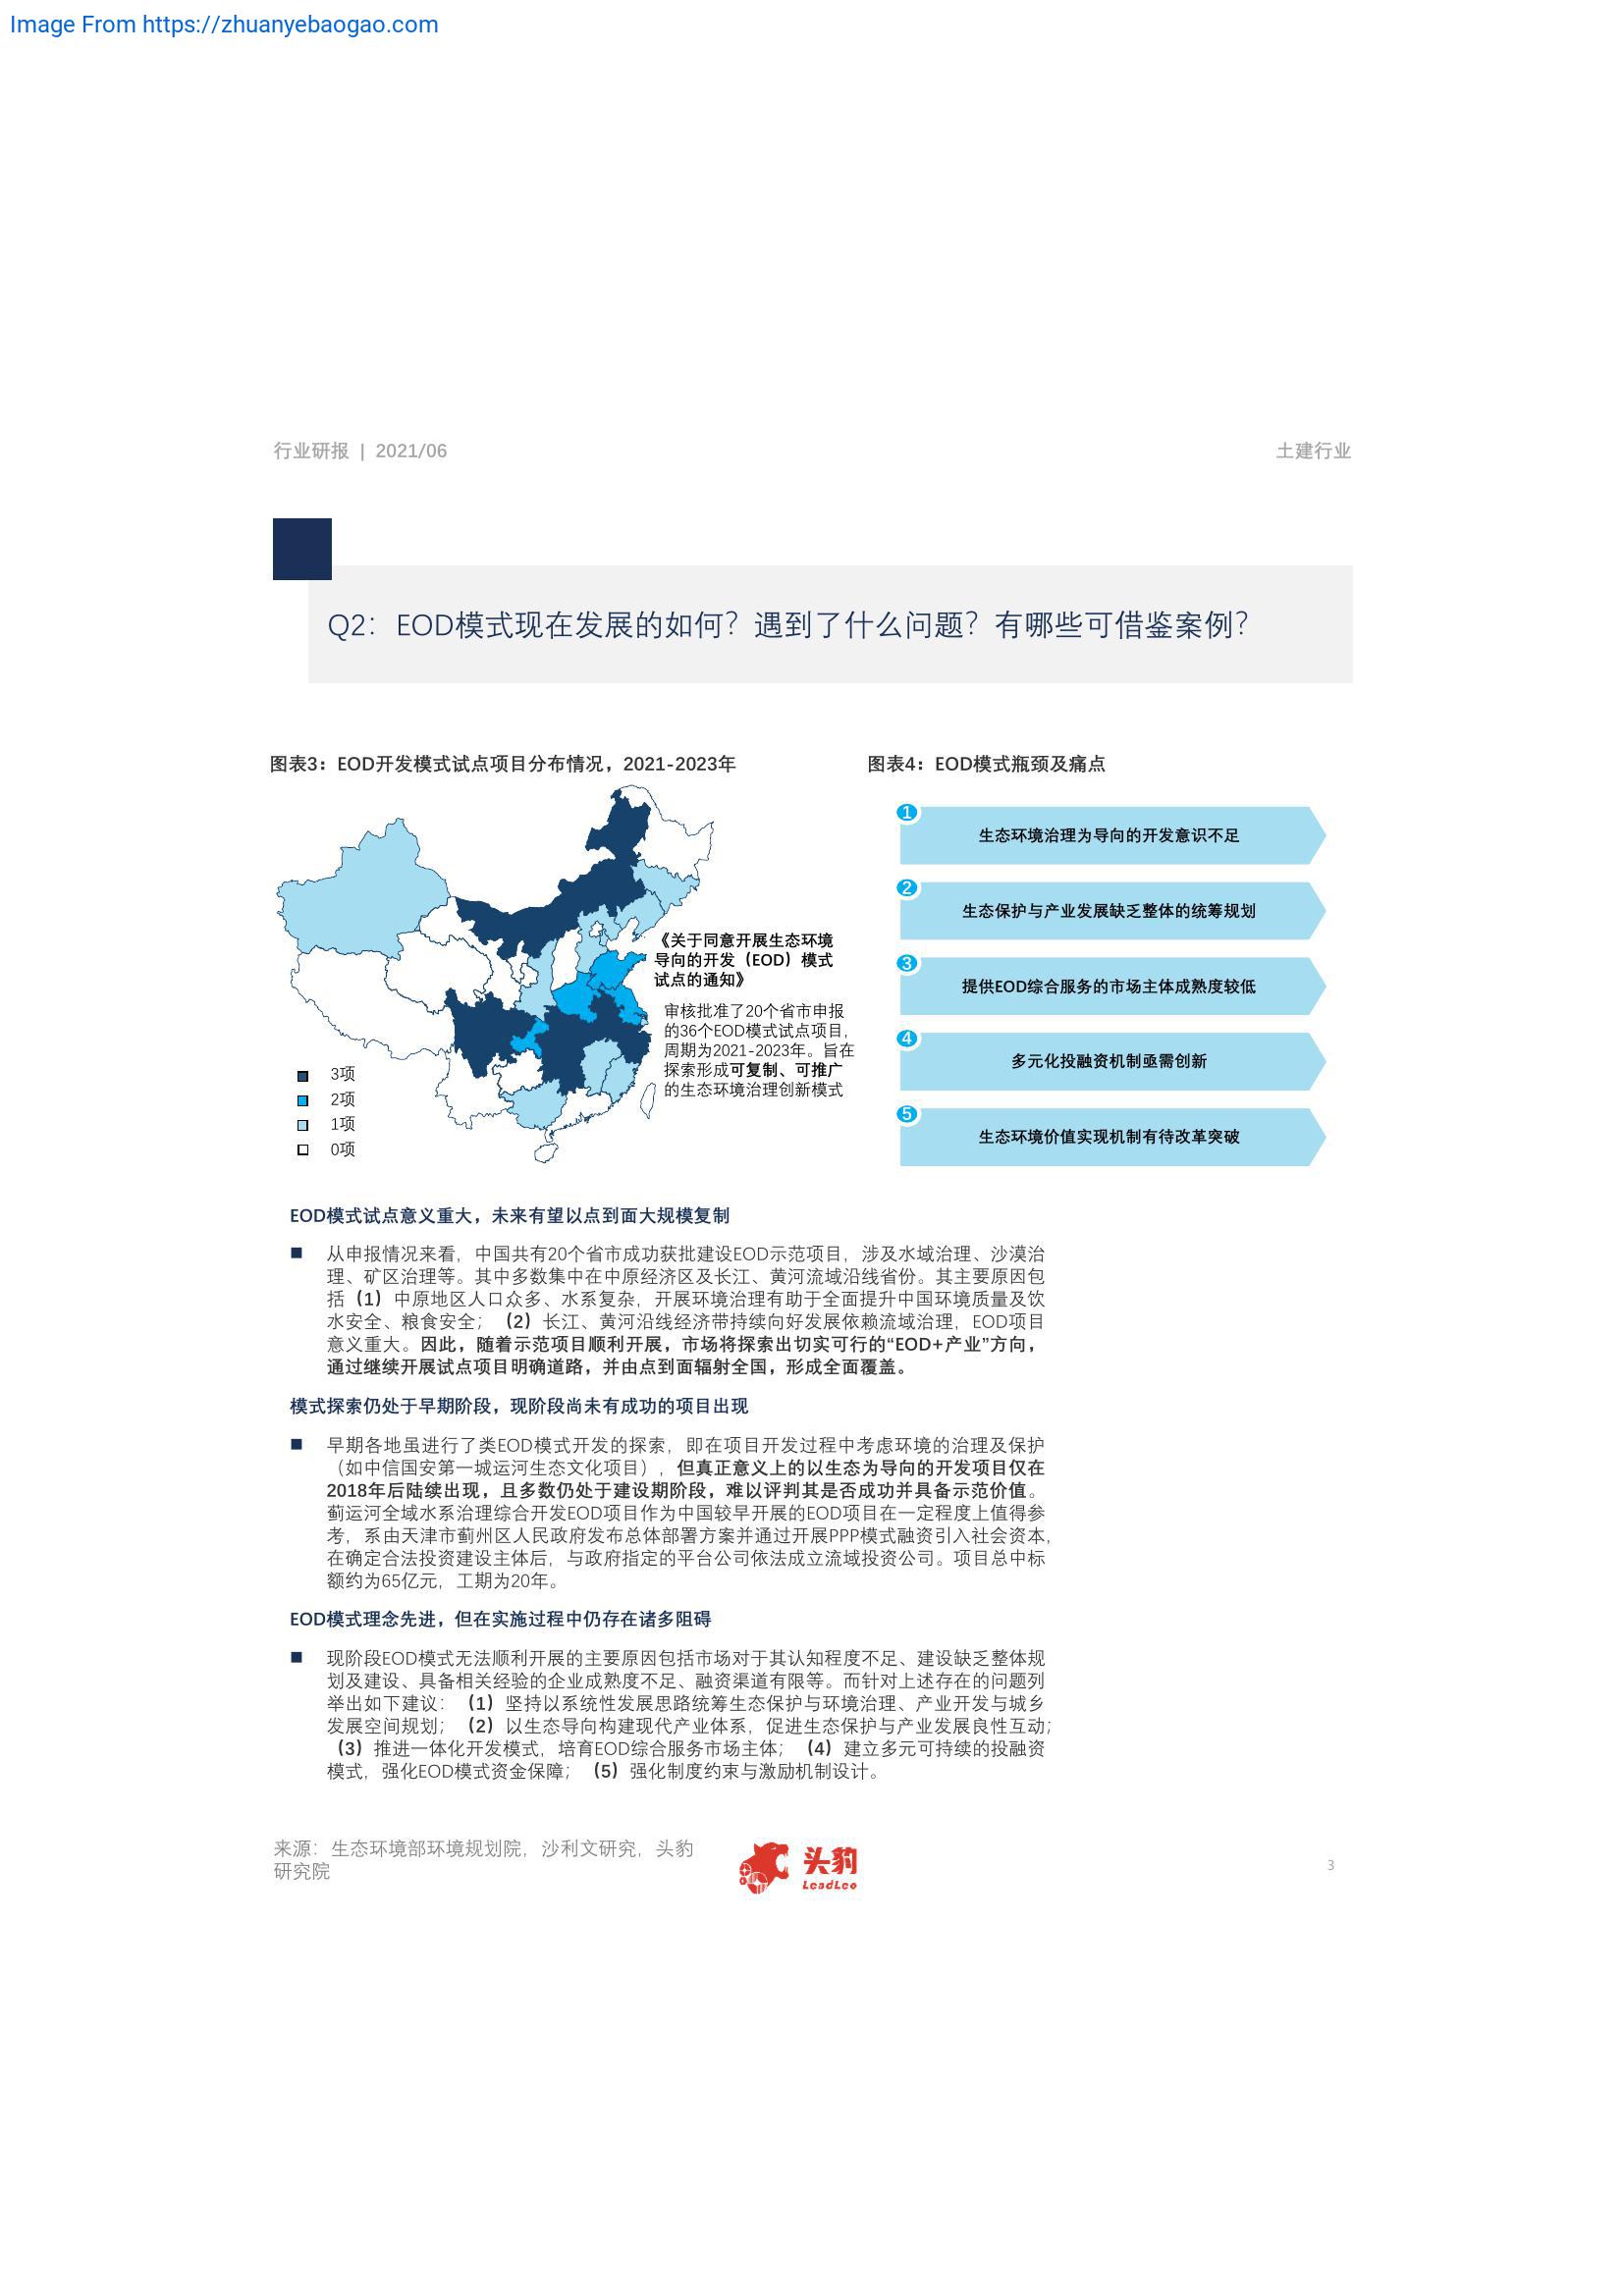 Image From https://zhuanyebaogao.com
行业研报 | 2021/06
土建行业
Q2：EOD模式现在发展的如何？遇到了什么问题？有哪些可借鉴案例？
图表3：EOD开发模式试点项目分布情况，2021-2023年
《关于同意开展生态环境
导向的开发（EOD）模式
试点的通知》
审核批准了20个省市申报
的36个EOD模式试点项目，
周期为2021-2023年。旨在
探索形成可复制、可推广
的生态环境治理创新模式
3项
2项
1项
0项
图表4：EOD模式瓶颈及痛点
1
生态环境治理为导向的开发意识不足
2
生态保护与产业发展缺乏整体的统筹规划
3
提供EOD综合服务的市场主体成熟度较低
4
多元化投融资机制亟需创新
5
生态环境价值实现机制有待改革突破
EOD模式试点意义重大，未来有望以点到面大规模复制
从申报情况来看，中国共有20个省市成功获批建设EOD示范项目，涉及水域治理、沙漠治
理、矿区治理等。其中多数集中在中原经济区及长江、黄河流域沿线省份。其主要原因包
括（1）中原地区人口众多、水系复杂，开展环境治理有助于全面提升中国环境质量及饮
水安全、粮食安全；（2）长江、黄河沿线经济带持续向好发展依赖流域治理，EOD项目
意义重大。因此，随着示范项目顺利开展，市场将探索出切实可行的“EOD+产业”方向，
通过继续开展试点项目明确道路，并由点到面辐射全国，形成全面覆盖。
模式探索仍处于早期阶段，现阶段尚未有成功的项目出现
早期各地虽进行了类EOD模式开发的探索，即在项目开发过程中考虑环境的治理及保护
（如中信国安第一城运河生态文化项目），但真正意义上的以生态为导向的开发项目仅在
2018年后陆续出现，且多数仍处于建设期阶段，难以评判其是否成功并具备示范价值。
蓟运河全域水系治理综合开发EOD项目作为中国较早开展的EOD项目在一定程度上值得参
考，系由天津市蓟州区人民政府发布总体部署方案并通过开展PPP模式融资引入社会资本，
在确定合法投资建设主体后，与政府指定的平台公司依法成立流域投资公司。项目总中标
额约为65亿元，工期为20年。
EOD模式理念先进，但在实施过程中仍存在诸多阻碍
现阶段EOD模式无法顺利开展的主要原因包括市场对于其认知程度不足、建设缺乏整体规
划及建设、具备相关经验的企业成熟度不足、融资渠道有限等。而针对上述存在的问题列
举出如下建议：（1）坚持以系统性发展思路统筹生态保护与环境治理、产业开发与城乡
发展空间规划；（2）以生态导向构建现代产业体系，促进生态保护与产业发展良性互动；
（3）推进一体化开发模式，培育EOD综合服务市场主体；（4）建立多元可持续的投融资
模式，强化EOD模式资金保障；（5）强化制度约束与激励机制设计。
来源：生态环境部环境规划院，沙利文研究，头豹
研究院
头豹
LeadLeo
3